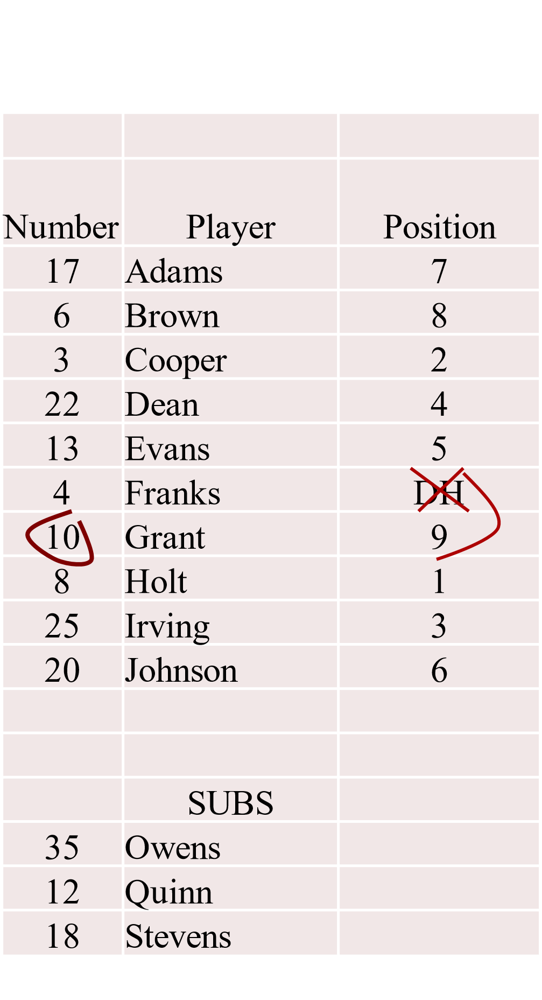 Number Player Position
17 Adams 7
6 Brown 8
3 Cooper 2
22 Dean 4
13 Evans 5
4 Franks DH
10 Grant 9
8 Holt 1
25 Irving 3
20 Johnson 6
SUBS
35 Owens
12 Quinn
18 Stevens